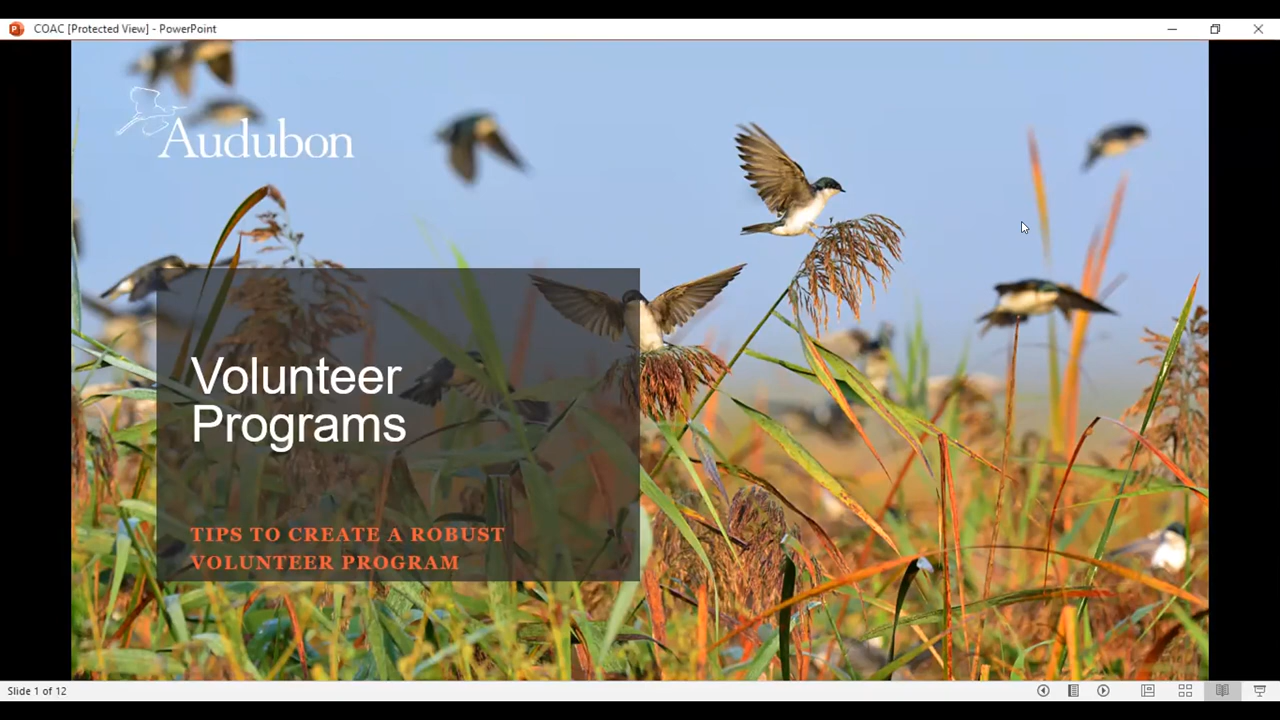 COAC [Protected View] - PowerPoint
Audubon
Volunteer
Programs
TIPS TO CREATE A ROBUST
VOLUNTEER PROGRAM
Slide 1 of 12